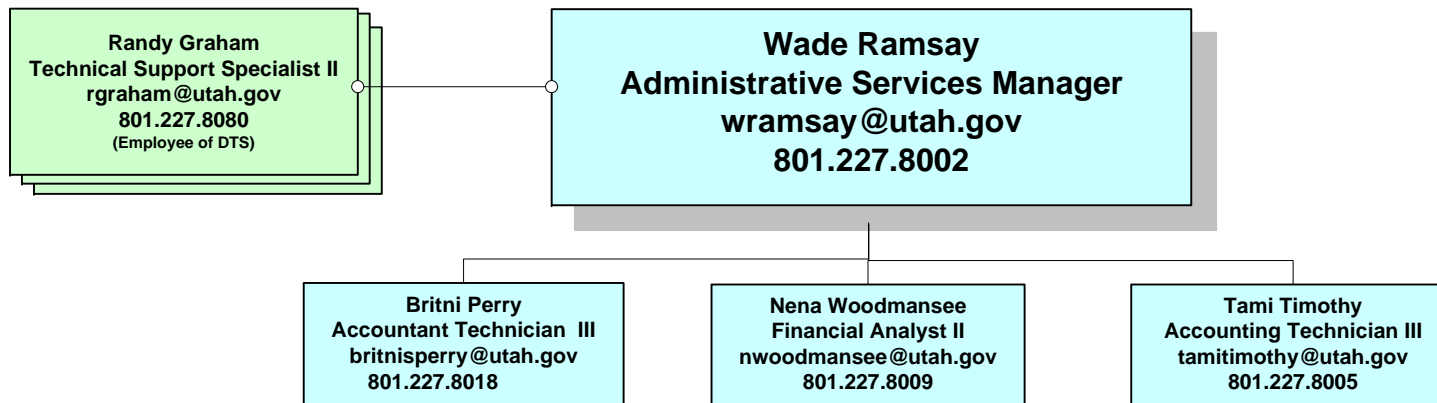 Randy Graham
Technical Support Specialist II
rgraham@utah.gov
801.227.8080
(Employee of DTS)
Wade Ramsay
Administrative Services Manager
wramsay@utah.gov
801.227.8002
Britni Perry
Accountant Technician  III
britnisperry@utah.gov
801.227.8018
Nena Woodmansee
Financial Analyst II
nwoodmansee@utah.gov
801.227.8009
Tami Timothy
Accounting Technician III
tamitimothy@utah.gov
801.227.8005